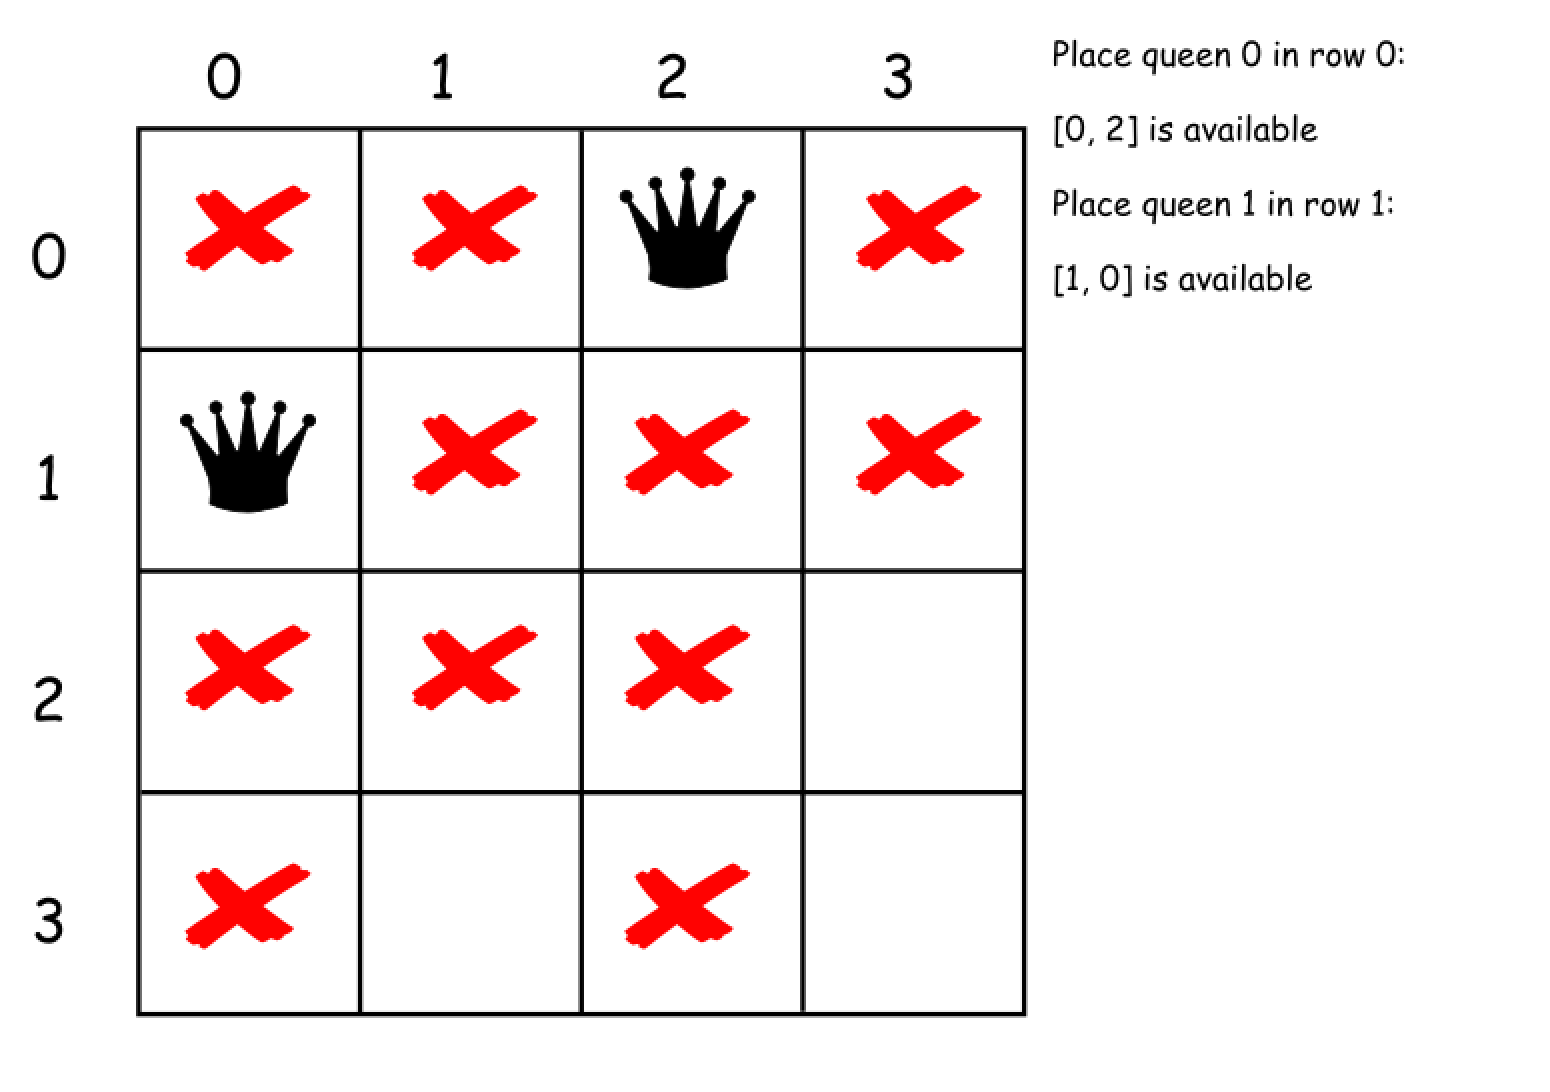 0 1 2 3
Place queen 0 in row 0:
[0, 2] is available
Place queen 1 in row 1:
[1, 0] is available
0
1
2
3